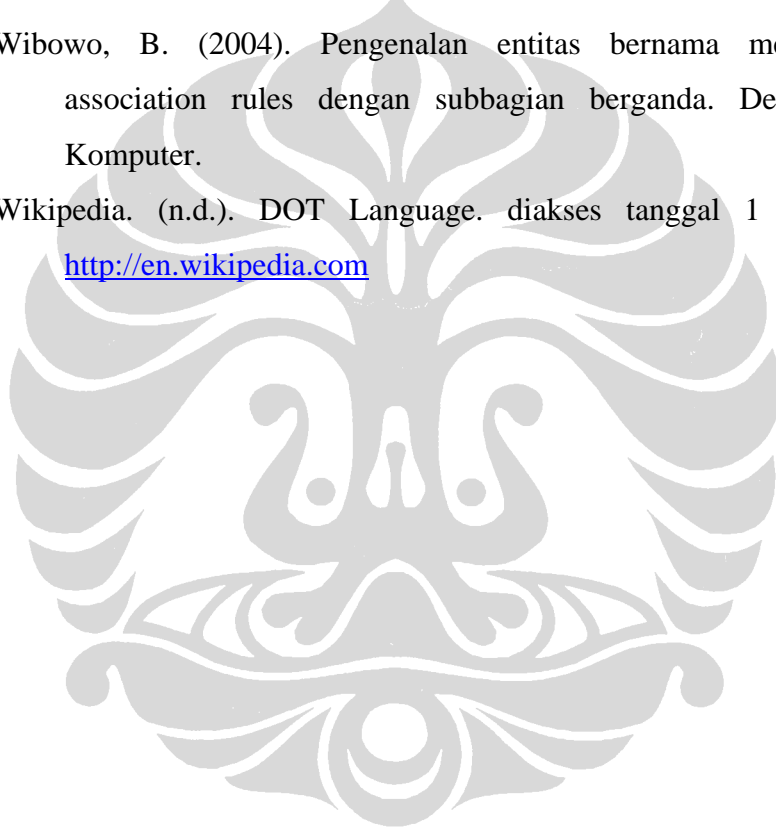 Wibowo, B. (2004). Pengenalan entitas bernama me
association rules dengan subbagian berganda. De
Komputer.
Wikipedia. (n.d.). DOT Language. diakses tanggal 1
http://en.wikipedia.com